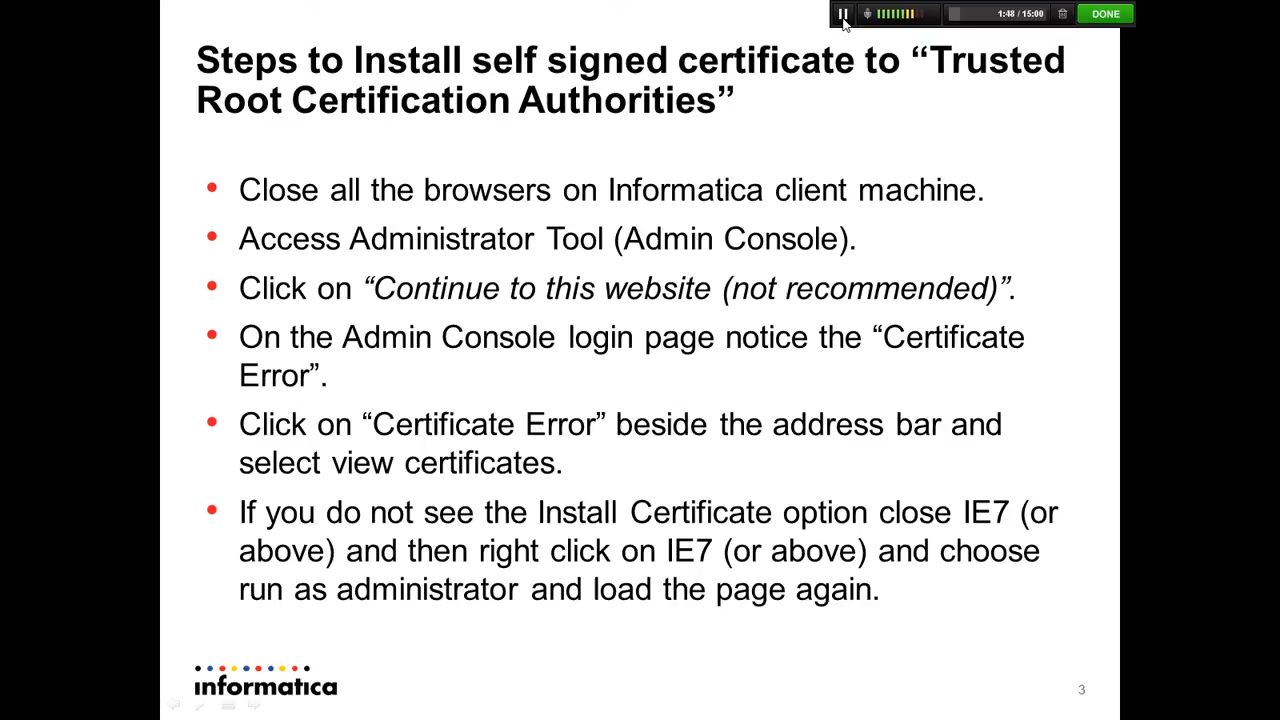 1:48 / 15:00
DONE
Steps to Install self signed certificate to “Trusted
Root Certification Authorities”
• Close all the browsers on Informatica client machine.
• Access Administrator Tool (Admin Console).
• Click on “Continue to this website (not recommended)”.
• On the Admin Console login page notice the “Certificate
Error”.
• Click on “Certificate Error” beside the address bar and
select view certificates.
• If you do not see the Install Certificate option close IE7 (or
above) and then right click on IE7 (or above) and choose
run as administrator and load the page again.
informatica
3